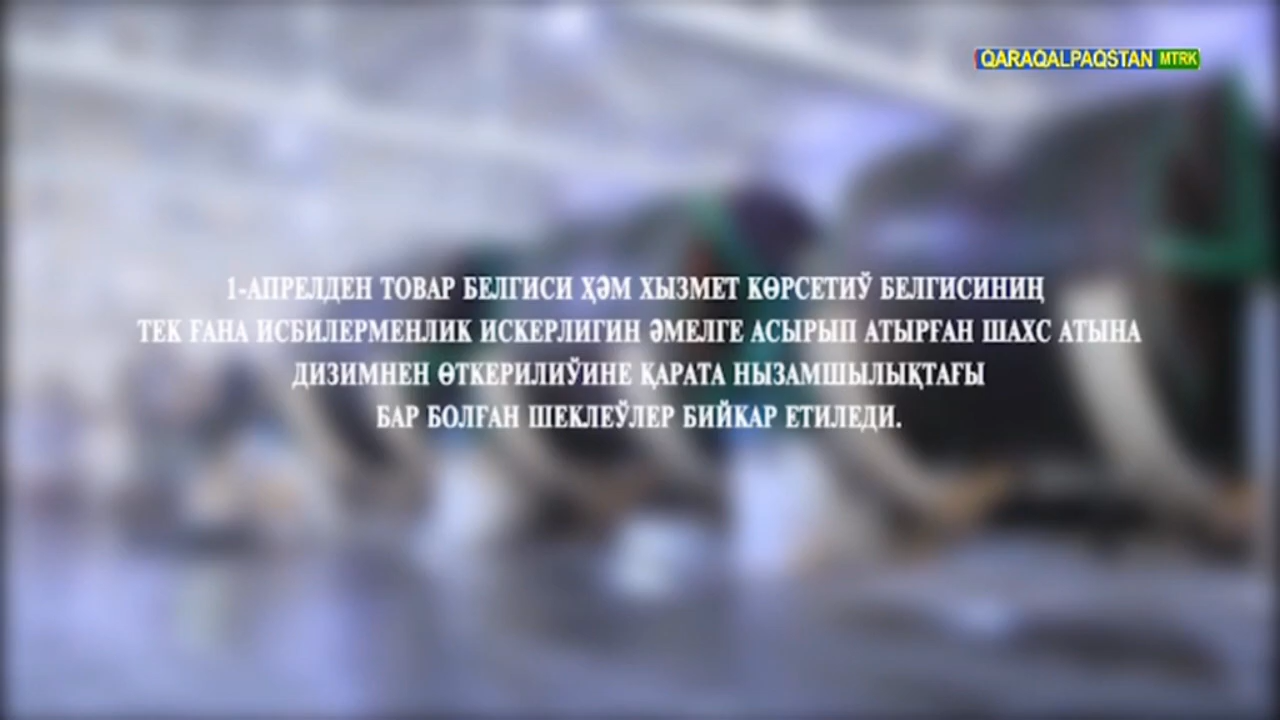 QARAQALPAQSTAN MTRK
1-АПРЕЛДЕН ТОВАР БЕЛГИСИ ҲӘМ ХЫЗМЕТ КӨРСЕТИЎ БЕЛГИСИНИҢ
ТЕК ҒАНА ИСБИЛЕРМЕНЛИК ИСКЕРЛИГИН ӘМЕЛГЕ АСЫРЫП АТЫРҒАН ШАХС АТЫНА
ДИЗИМНЕН ӨТКЕРИЛИЎИНЕ ҚАРАТА НЫЗАМШЫЛЫҚТАҒЫ
БАР БОЛҒАН ШЕКЛЕЎЛЕР БИЙКАР ЕТИЛЕДИ.